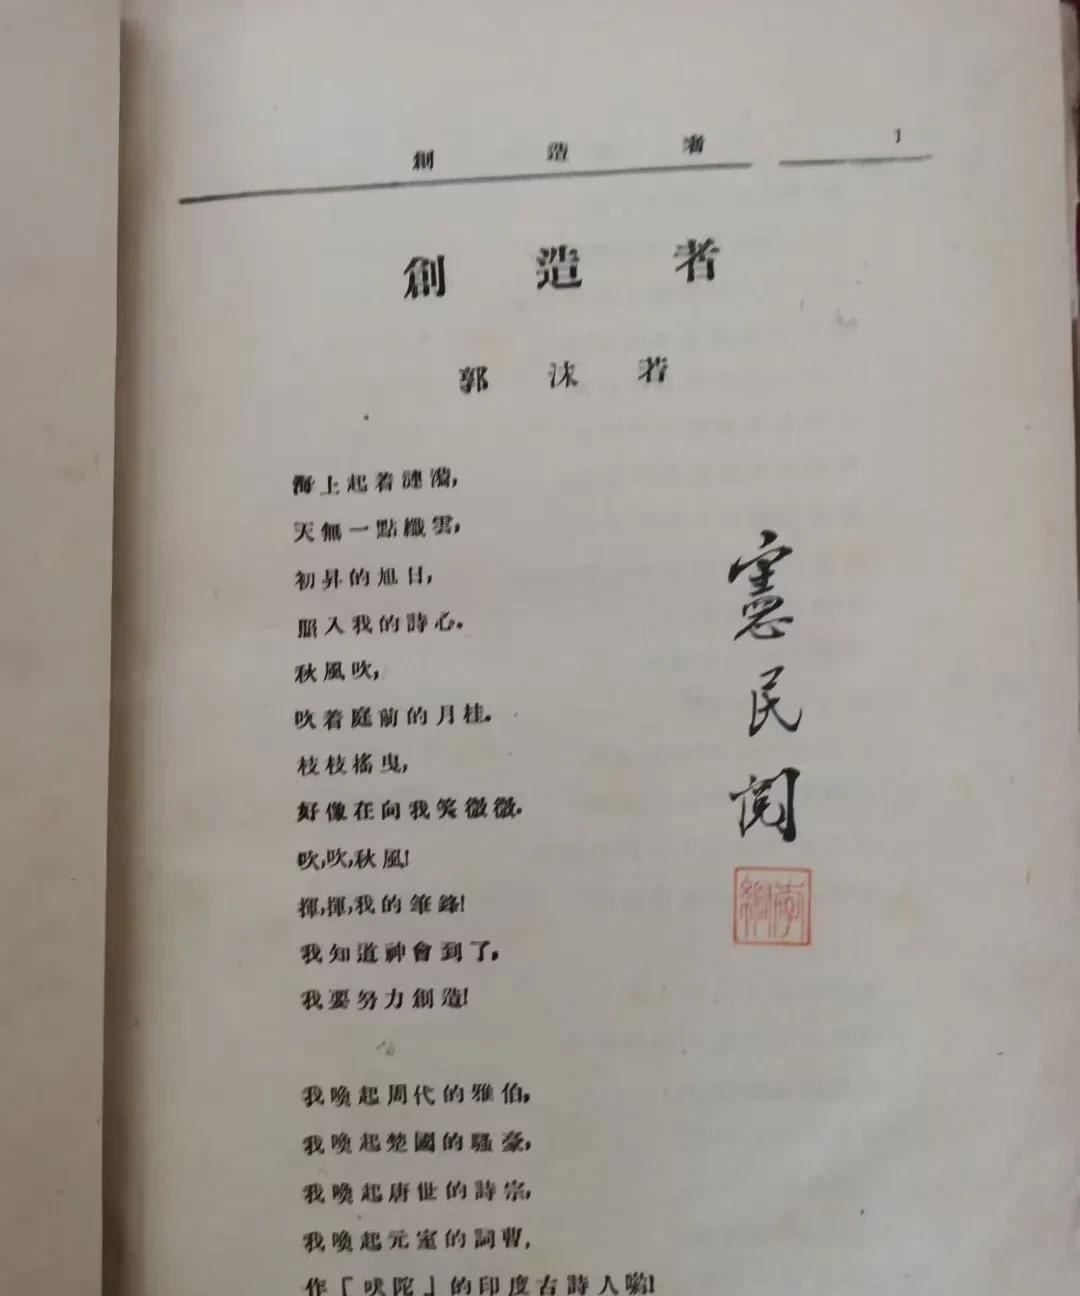 創造者 1
創造者
郭沫若
海上起着漣漪,
天無一點纖雲,
初昇的旭日,
照入我的詩心.
秋風吹,
吹着庭前的月桂.
枝枝搖曳,
好像在向我笑微微.
吹,吹,秋風!
揮,揮,我的筆鋒!
我知道神會到了,
我要努力創造!
我喚起周代的雅伯,
我喚起楚國的騷豪,
我喚起唐世的詩宗,
我喚起元室的詞曹,
作「吠陀」的印度古詩人喲!
憲民閱